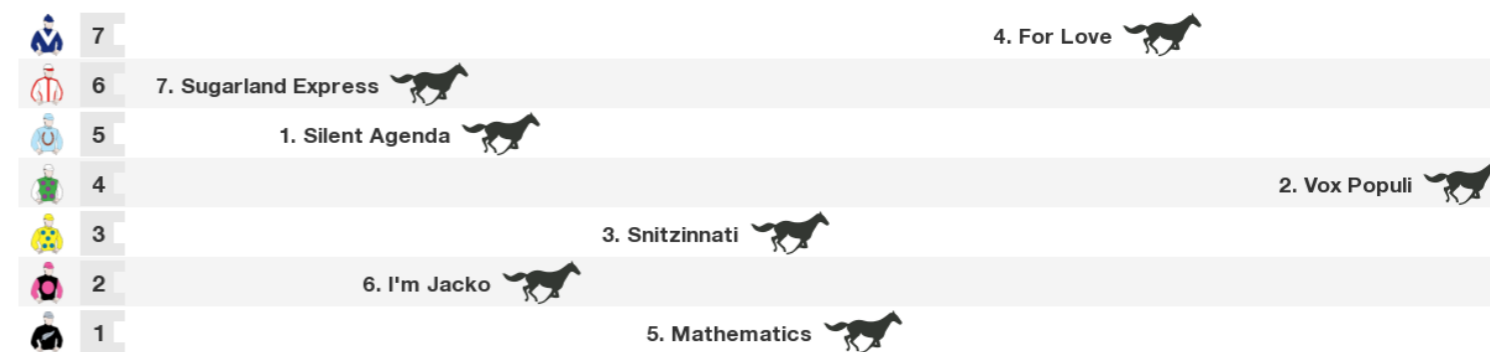 7 4. For Love
6 7. Sugarland Express
5 1. Silent Agenda
4 2. Vox Populi
3 3. Snitzinnati
2 6. I'm Jacko
1 5. Mathematics